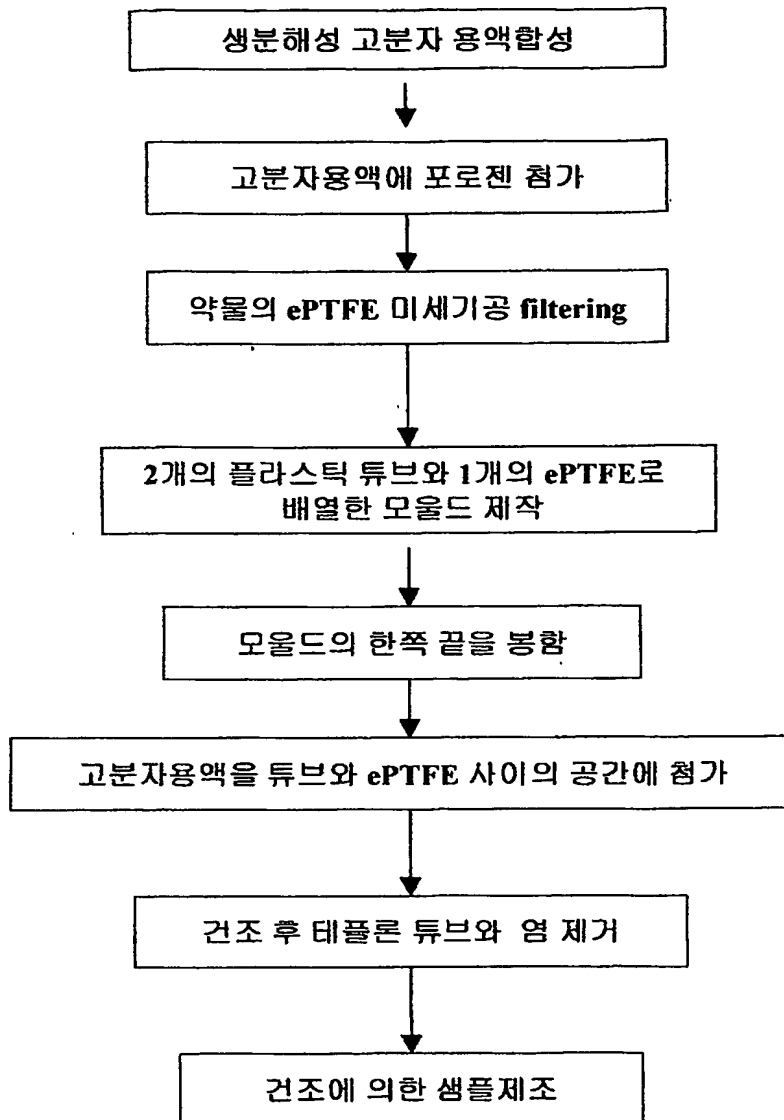 생분해성 고분자 용액합성
고분자용액에 포로젠 첨가
약물의 ePTFE 미세기공 filtering
2개의 플라스틱 튜브와 1개의 ePTFE로
배열한 모울드 제작
모울드의 한쪽 끝을 봉함
고분자용액을 튜브와 ePTFE 사이의 공간에 첨가
건조 후 테플론 튜브와 염 제거
건조에 의한 샘플제조